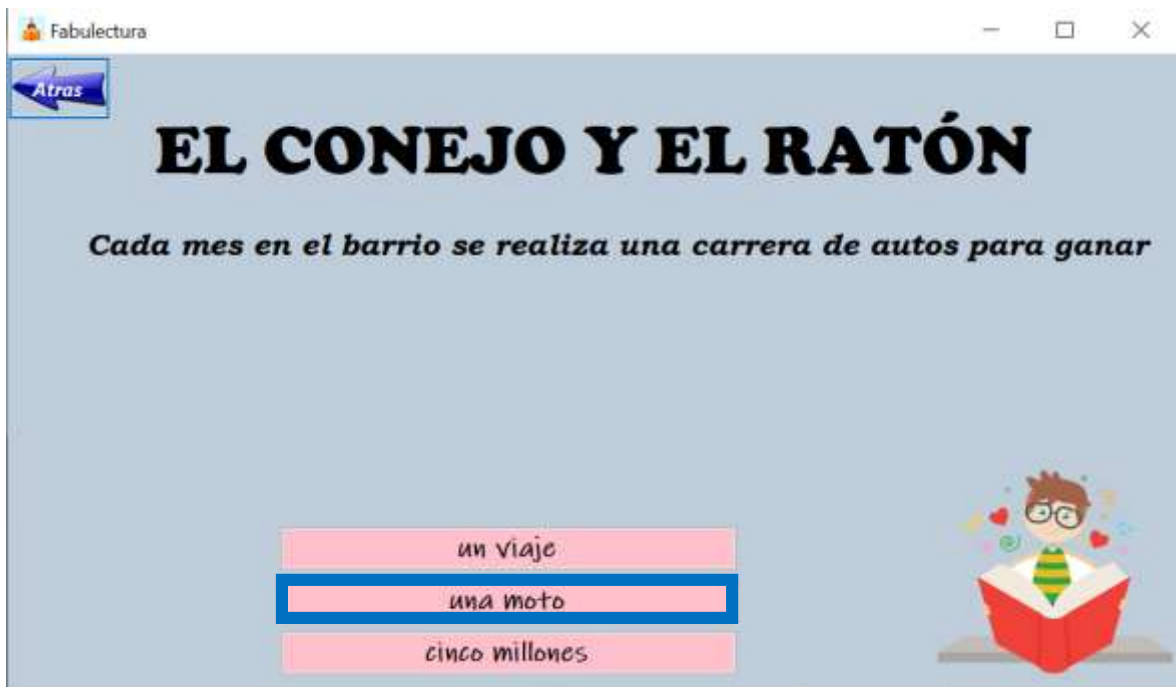 Fabulectura
Atras
EL CONEJO Y EL RATÓN
Cada mes en el barrio se realiza una carrera de autos para ganar
un viaje
una moto
cinco millones